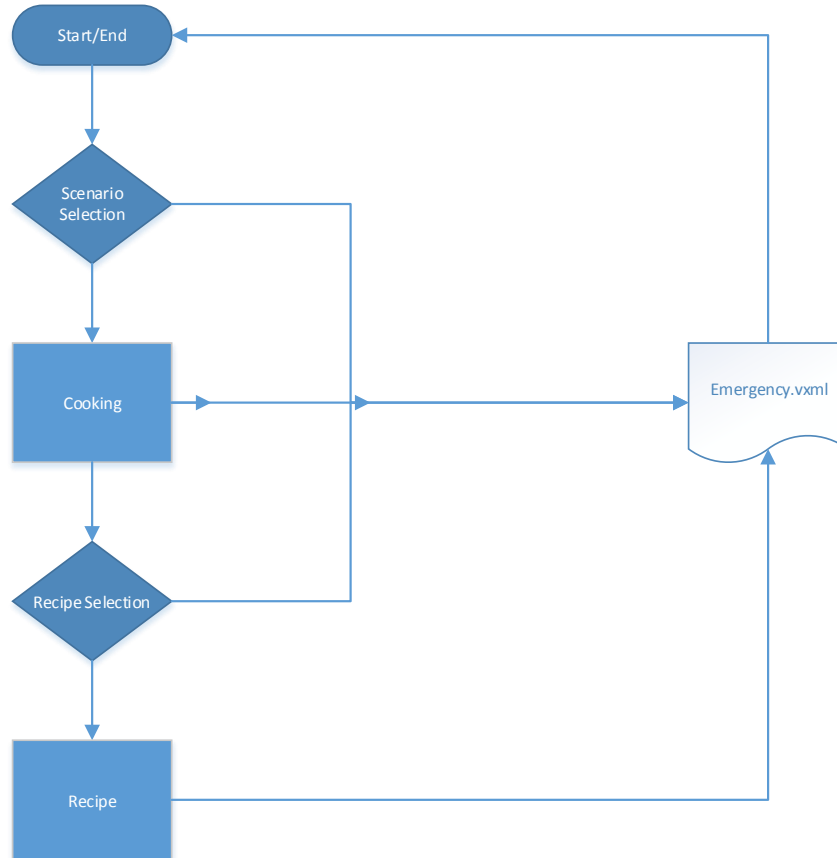 Start/End
Scenario
Selection
Cooking
Emergency.vxml
Recipe Selection
Recipe